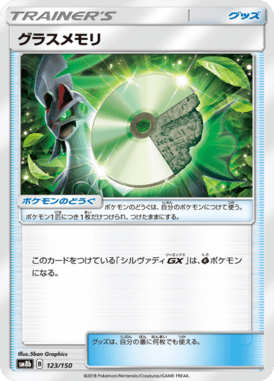 TRAINER'S
グッズ
グラスメモリ
ポケモンのどうぐ
ポケモンのどうぐは、自分のポケモンにつけて使う。
ポケモン1匹につき1枚だけつけられ、つけたままにする。
このカードをつけている「シルヴァディGX」は、ポケモン
になる。
グッズは、自分の番に何枚でも使える。
Illus. 5ban Graphics
SM8b 123/150
©2018 Pokémon/Nintendo/Creatures/GAME FREAK.